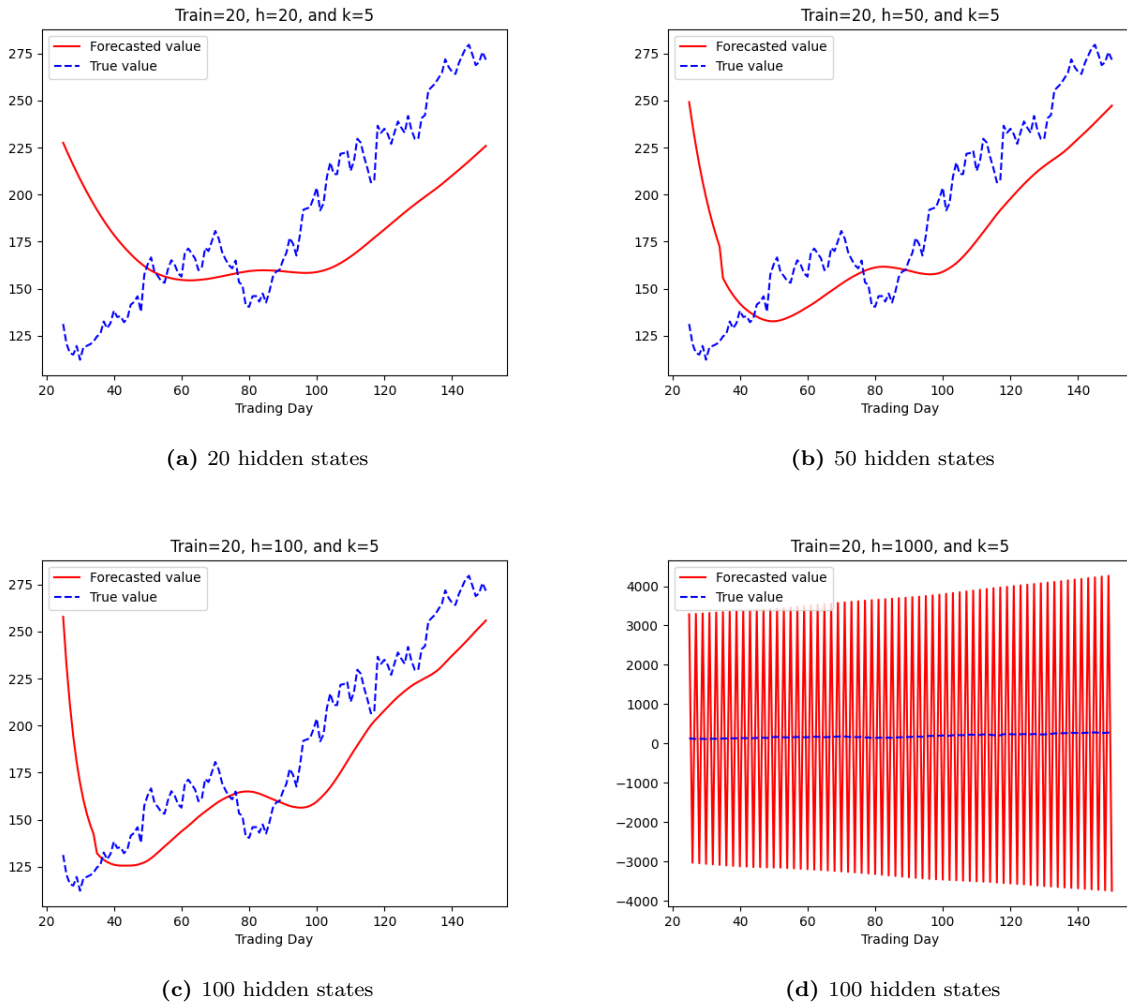 Train=20, h=20, and k=5
Forecasted value
True value
275
250
225
200
175
150
125
20 40 60 80 100 120 140
Trading Day
(a) 20 hidden states
Train=20, h=50, and k=5
Forecasted value
True value
275
250
225
200
175
150
125
20 40 60 80 100 120 140
Trading Day
(b) 50 hidden states
Train=20, h=100, and k=5
Forecasted value
True value
275
250
225
200
175
150
125
20 40 60 80 100 120 140
Trading Day
(c) 100 hidden states
Train=20, h=1000, and k=5
Forecasted value
True value
4000
3000
2000
1000
0
−1000
−2000
−3000
−4000
20 40 60 80 100 120 140
Trading Day
(d) 100 hidden states